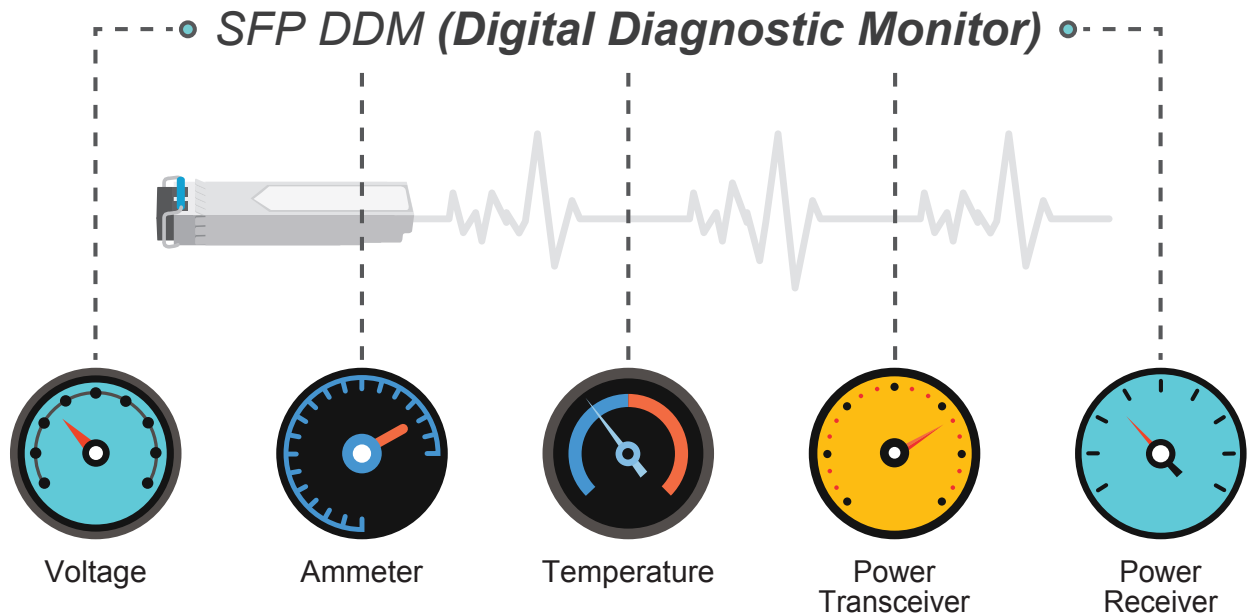 SFP DDM (Digital Diagnostic Monitor)
Voltage
Ammeter
Temperature
Power
Transceiver
Power
Receiver